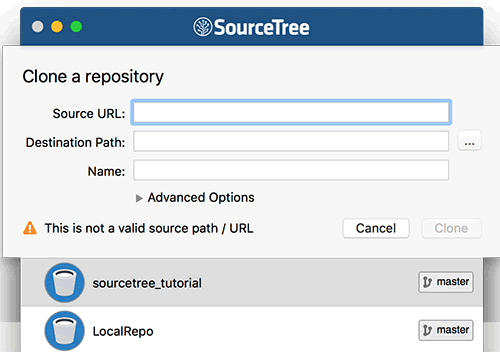 SourceTree
Clone a repository
Source URL:
Destination Path:
...
Name:
Advanced Options
This is not a valid source path / URL
Cancel
Clone
sourcetree_tutorial
master
LocalRepo
master